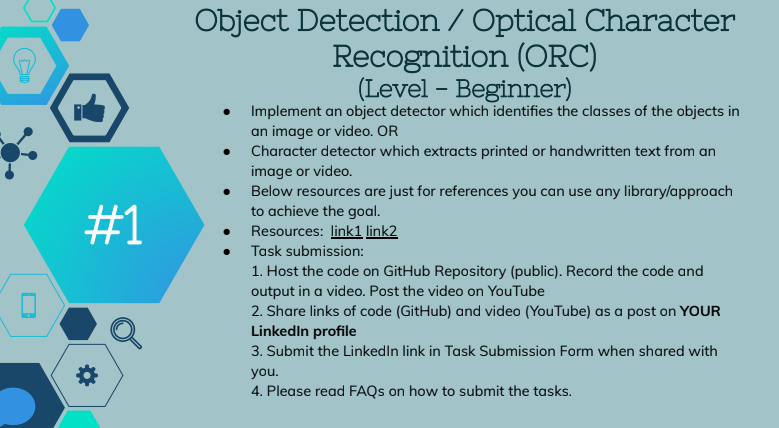 Object Detection / Optical Character
Recognition (ORC)
(Level – Beginner)
● Implement an object detector which identifies the classes of the objects in
an image or video. OR
● Character detector which extracts printed or handwritten text from an
image or video.
● Below resources are just for references you can use any library/approach
to achieve the goal.
● Resources: link1 link2
● Task submission:
1. Host the code on GitHub Repository (public). Record the code and
output in a video. Post the video on YouTube
2. Share links of code (GitHub) and video (YouTube) as a post on YOUR
LinkedIn profile
3. Submit the LinkedIn link in Task Submission Form when shared with
you.
4. Please read FAQs on how to submit the tasks.
#1